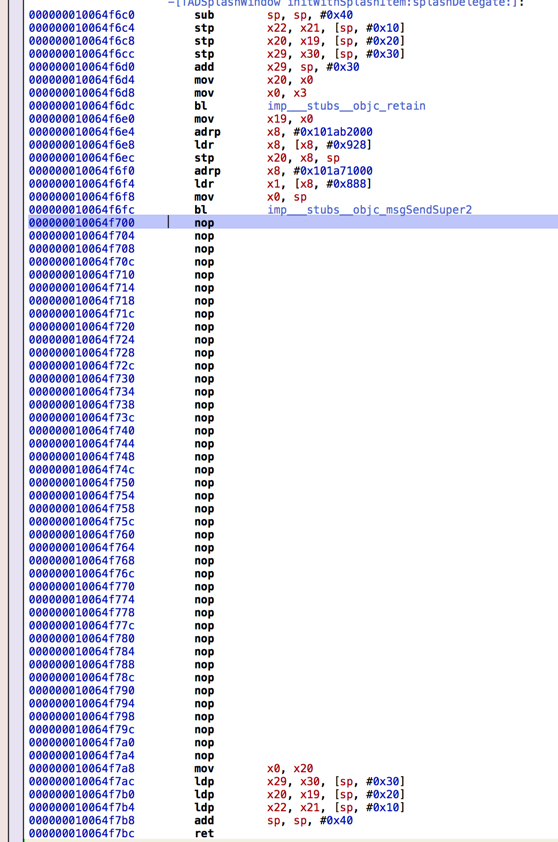 -[TADSplashWindow initWithSplashItem:splashDelegate:]:
000000010064f6c0 sub sp, sp, #0x40
000000010064f6c4 stp x22, x21, [sp, #0x10]
000000010064f6c8 stp x20, x19, [sp, #0x20]
000000010064f6cc stp x29, x30, [sp, #0x30]
000000010064f6d0 add x29, sp, #0x30
000000010064f6d4 mov x20, x0
000000010064f6d8 mov x0, x3
000000010064f6dc bl imp___stubs__objc_retain
000000010064f6e0 mov x19, x0
000000010064f6e4 adrp x8, #0x101ab2000
000000010064f6e8 ldr x8, [x8, #0x928]
000000010064f6ec stp x20, x8, sp
000000010064f6f0 adrp x8, #0x101a71000
000000010064f6f4 ldr x1, [x8, #0x888]
000000010064f6f8 mov x0, sp
000000010064f6fc bl imp___stubs__objc_msgSendSuper2
000000010064f700 nop
000000010064f704 nop
000000010064f708 nop
000000010064f70c nop
000000010064f710 nop
000000010064f714 nop
000000010064f718 nop
000000010064f71c nop
000000010064f720 nop
000000010064f724 nop
000000010064f728 nop
000000010064f72c nop
000000010064f730 nop
000000010064f734 nop
000000010064f738 nop
000000010064f73c nop
000000010064f740 nop
000000010064f744 nop
000000010064f748 nop
000000010064f74c nop
000000010064f750 nop
000000010064f754 nop
000000010064f758 nop
000000010064f75c nop
000000010064f760 nop
000000010064f764 nop
000000010064f768 nop
000000010064f76c nop
000000010064f770 nop
000000010064f774 nop
000000010064f778 nop
000000010064f77c nop
000000010064f780 nop
000000010064f784 nop
000000010064f788 nop
000000010064f78c nop
000000010064f790 nop
000000010064f794 nop
000000010064f798 nop
000000010064f79c nop
000000010064f7a0 nop
000000010064f7a4 nop
000000010064f7a8 mov x0, x20
000000010064f7ac ldp x29, x30, [sp, #0x30]
000000010064f7b0 ldp x20, x19, [sp, #0x20]
000000010064f7b4 ldp x22, x21, [sp, #0x10]
000000010064f7b8 add sp, sp, #0x40
000000010064f7bc ret